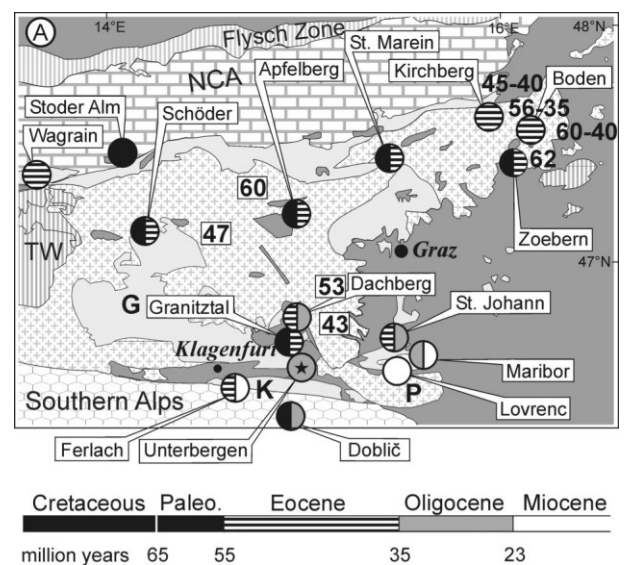 A
14°E
16°E
48°N
Flysch Zone
St. Marein
NCA
Apfelberg
Kirchberg
45-40
Boden
Stoder Alm
Schöder
56-35
Wagrain
60-40
62
60
TW
47
Zoebern
Graz
47°N
53
Dachberg
G
St. Johann
Granitztal
43
Klagenfurt
Maribor
K
P
Southern Alps
Lovrenc
Ferlach
Unterbergen
Doblič
Cretaceous Paleo. Eocene Oligocene Miocene
million years 65 55 35 23